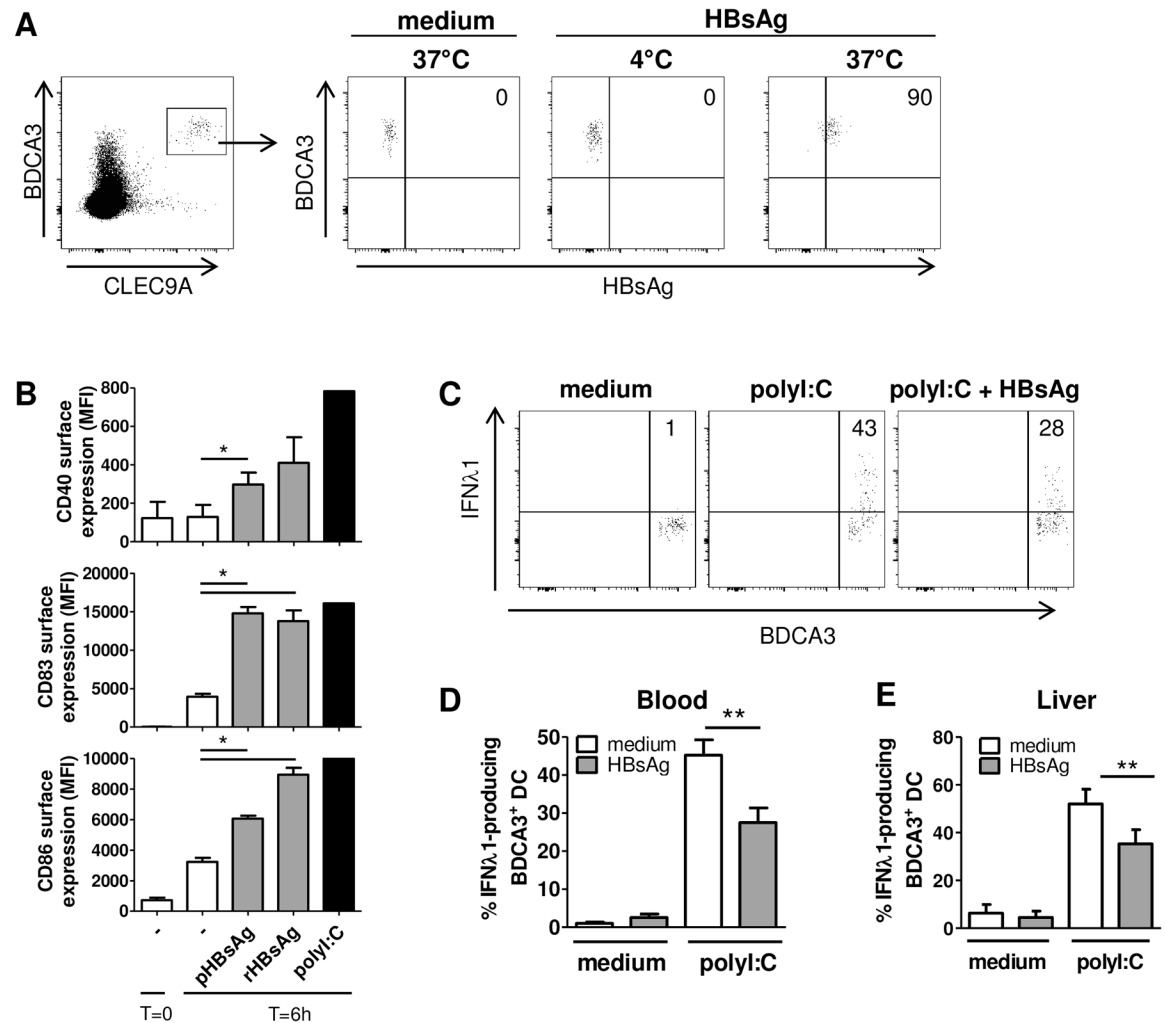 A
medium
HBsAg
37°C
4°C
37°C
0
0
90
BDCA3
BDCA3
CLEC9A
HBsAg
B
CD40 surface
expression (MFI)
800
600
400
200
0
*
CD83 surface
expression (MFI)
20000
15000
10000
5000
0
*
CD86 surface
expression (MFI)
10000
8000
6000
4000
2000
0
*
-
-
pHBsAg
rHBsAg
polyI:C
T=0
T=6h
C
medium
polyI:C
polyI:C + HBsAg
1
43
28
IFNλ1
BDCA3
D
Blood
% IFNλ1-producing
BDCA3⁺ DC
50
40
30
20
10
0
medium
HBsAg
**
medium
polyI:C
E
Liver
% IFNλ1-producing
BDCA3⁺ DC
80
60
40
20
0
medium
HBsAg
**
medium
polyI:C